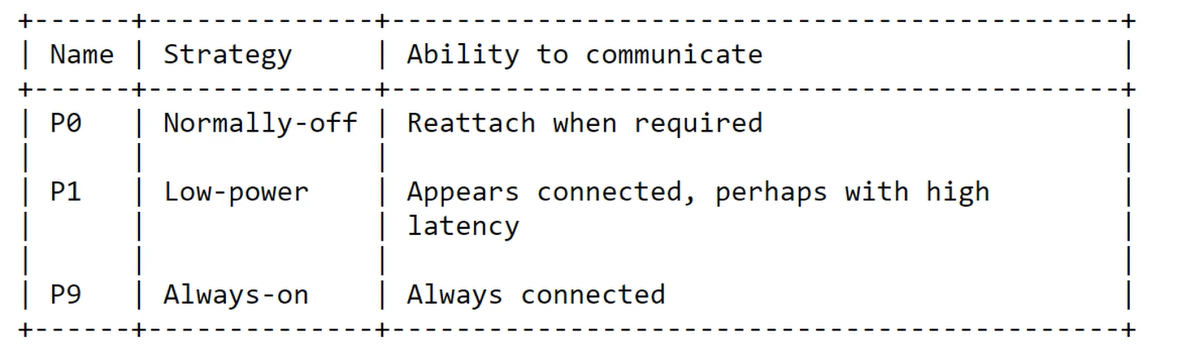 +------+--------------+---------------------------------------------+
| Name | Strategy     | Ability to communicate                      |
+------+--------------+---------------------------------------------+
| P0   | Normally-off | Reattach when required                      |
|      |              |                                             |
| P1   | Low-power    | Appears connected, perhaps with high        |
|      |              | latency                                     |
|      |              |                                             |
| P9   | Always-on    | Always connected                            |
+------+--------------+---------------------------------------------+